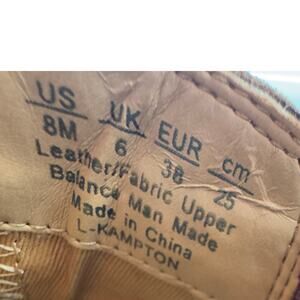 US UK EUR cm
8M 6 38 25
Leather/Fabric Upper
Balance Man Made
Made in China
L-KAMPTON